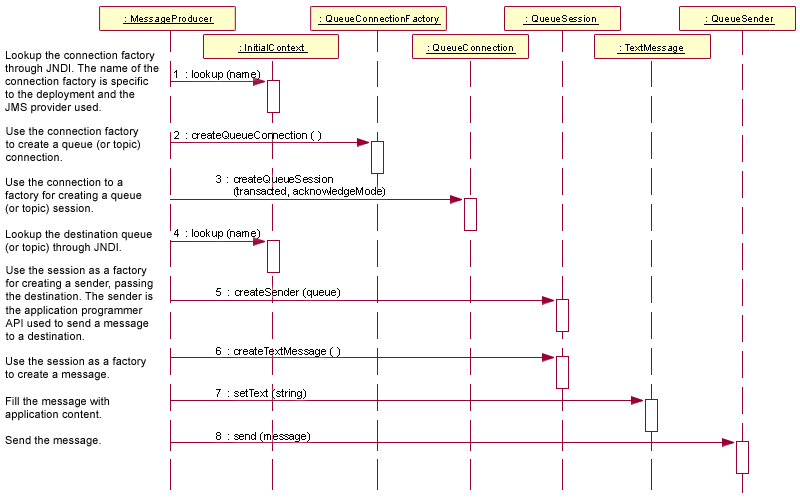 : MessageProducer
: QueueConnectionFactory
: QueueSession
: QueueSender
: InitialContext
: QueueConnection
: TextMessage
Lookup the connection factory
through JNDI. The name of the
connection factory is specific
to the deployment and the
JMS provider used.
1 : lookup (name)
Use the connection factory
to create a queue (or topic)
connection.
2 : createQueueConnection ( )
Use the connection to a
factory for creating a queue
(or topic) session.
3 : createQueueSession
(transacted, acknowledgeMode)
Lookup the destination queue
(or topic) through JNDI.
4 : lookup (name)
Use the session as a factory
for creating a sender, passing
the destination. The sender is
the application programmer
API used to send a message
to a destination.
5 : createSender (queue)
Use the session as a factory
to create a message.
6 : createTextMessage ( )
Fill the message with
application content.
7 : setText (string)
Send the message.
8 : send (message)